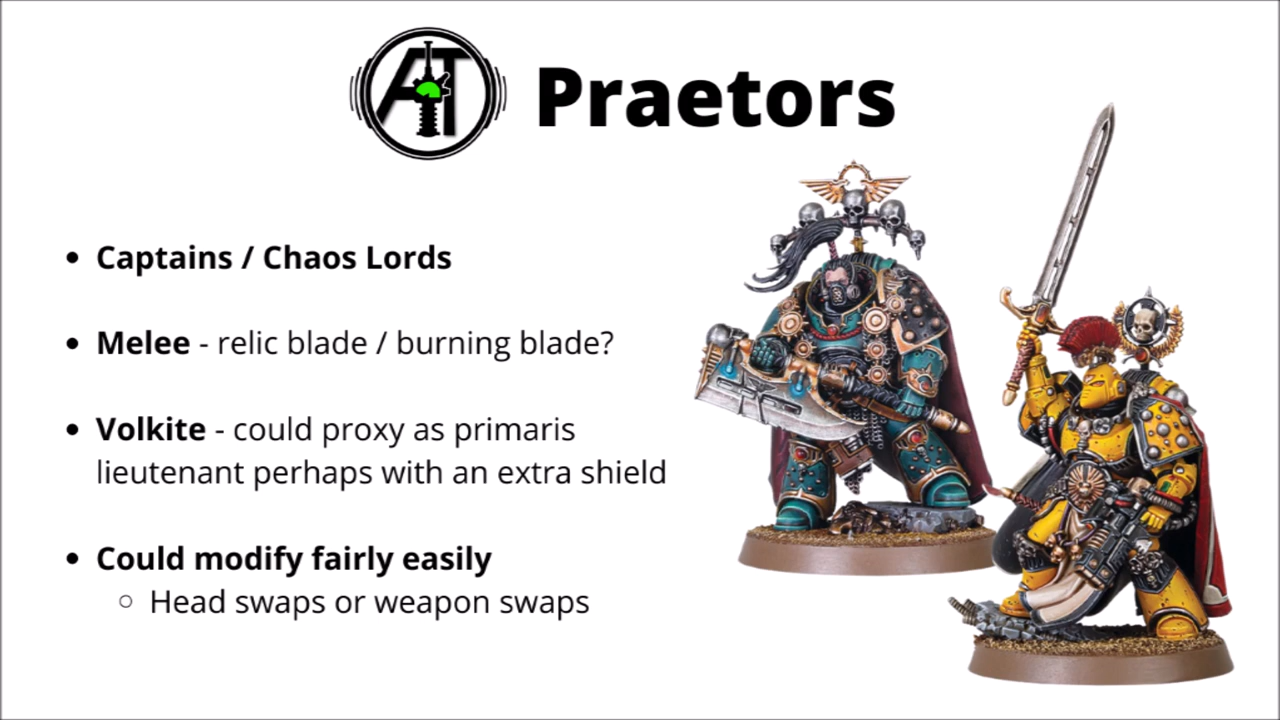 AT
Praetors
• Captains / Chaos Lords
• Melee - relic blade / burning blade?
• Volkite - could proxy as primaris
lieutenant perhaps with an extra shield
• Could modify fairly easily
○ Head swaps or weapon swaps